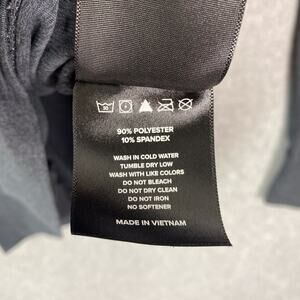 90% POLYESTER
10% SPANDEX
WASH IN COLD WATER
TUMBLE DRY LOW
WASH WITH LIKE COLORS
DO NOT BLEACH
DO NOT DRY CLEAN
DO NOT IRON
NO SOFTENER
MADE IN VIETNAM